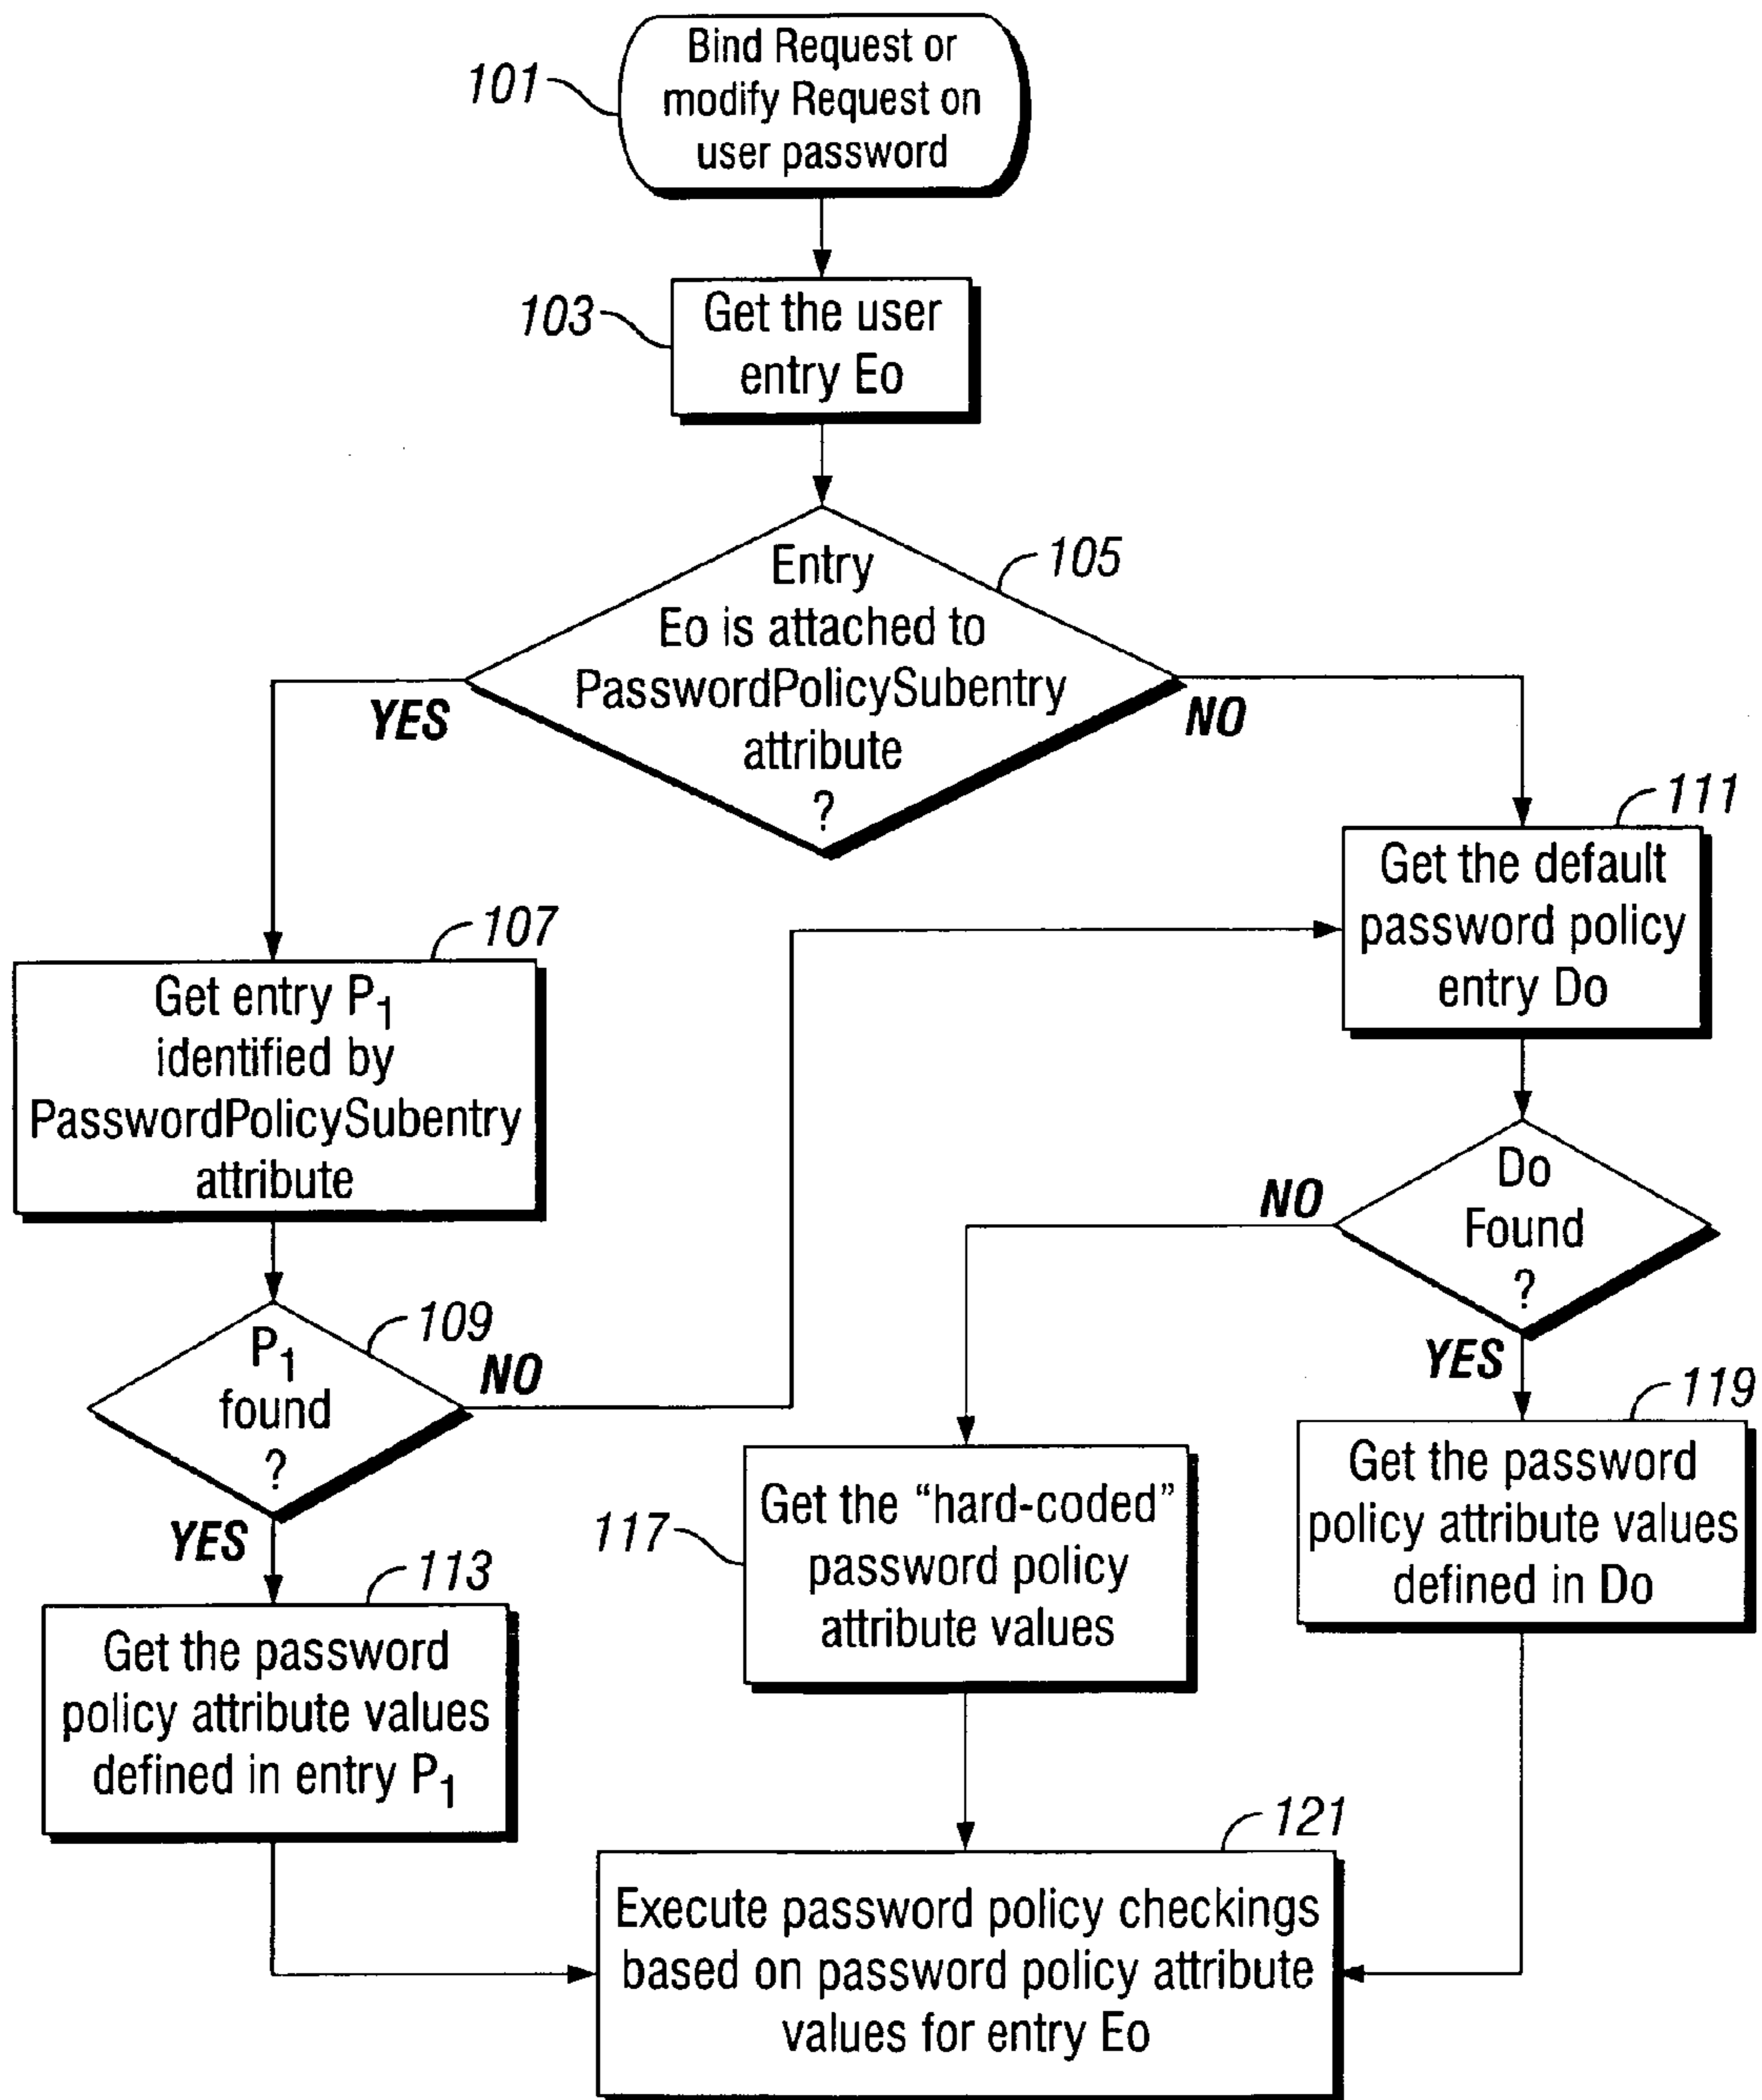 101
Bind Request or
modify Request on
user password
103
Get the user
entry Eo
105
Entry
Eo is attached to
PasswordPolicySubentry
attribute
?
YES
NO
107
Get entry P1
identified by
PasswordPolicySubentry
attribute
111
Get the default
password policy
entry Do
109
P1
found
?
NO
YES
Do
Found
?
NO
YES
113
Get the password
policy attribute values
defined in entry P1
117
Get the “hard-coded”
password policy
attribute values
119
Get the password
policy attribute values
defined in Do
121
Execute password policy checkings
based on password policy attribute
values for entry Eo